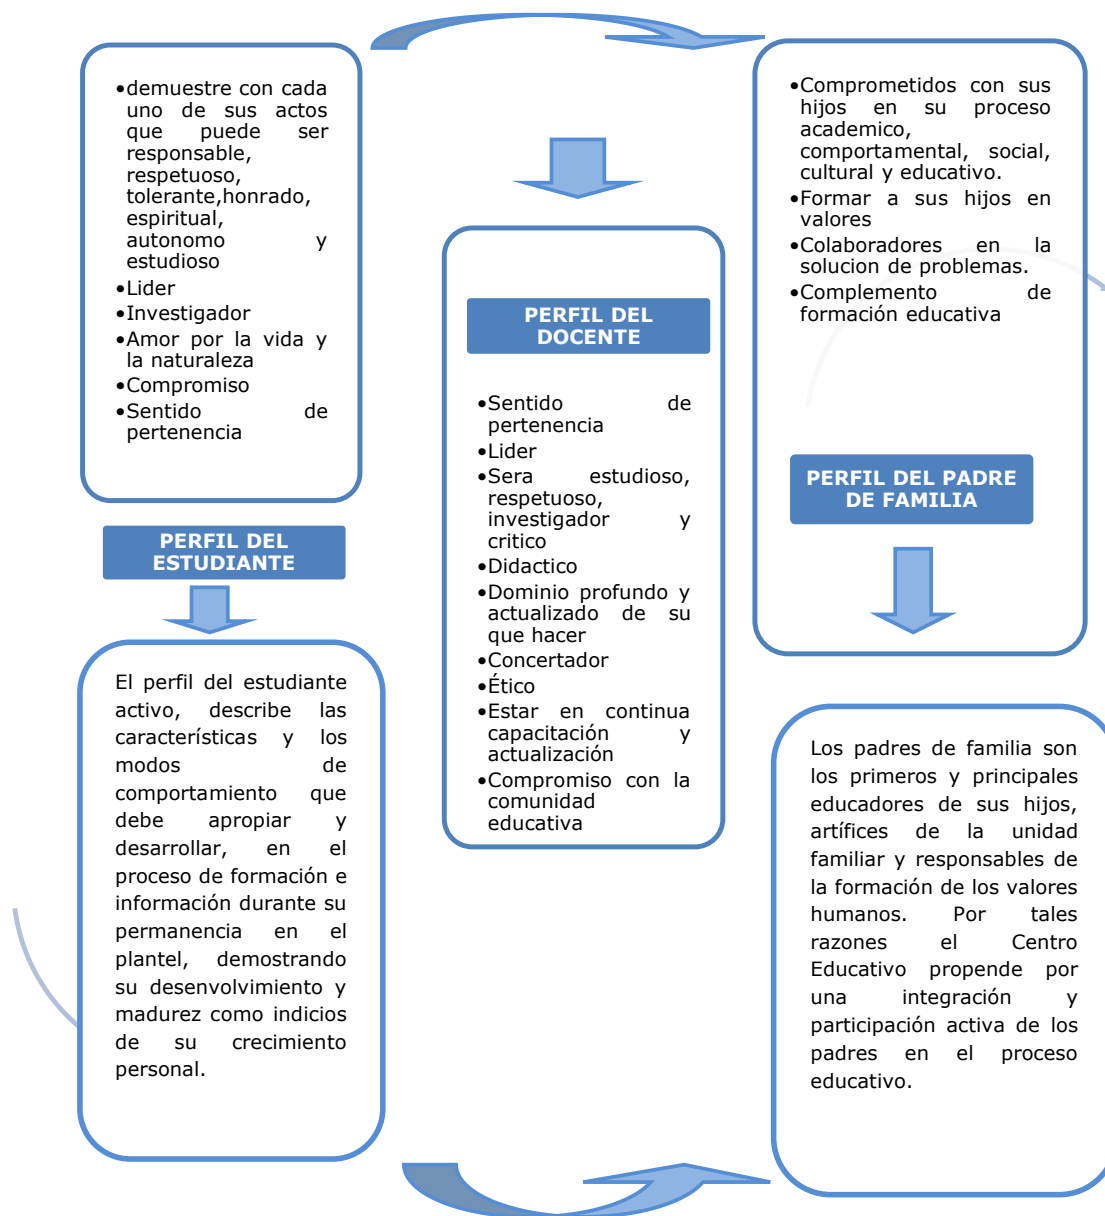 •demuestre con cada
uno de sus actos
que puede ser
responsable,
respetuoso,
tolerante,honrado,
espiritual,
autonomo y
estudioso
•Lider
•Investigador
•Amor por la vida y
la naturaleza
•Compromiso
•Sentido de
pertenencia
PERFIL DEL
ESTUDIANTE
El perfil del estudiante
activo, describe las
características y los
modos de
comportamiento que
debe apropiar y
desarrollar, en el
proceso de formación e
información durante su
permanencia en el
plantel, demostrando
su desenvolvimiento y
madurez como indicios
de su crecimiento
personal.
PERFIL DEL
DOCENTE
•Sentido de
pertenencia
•Lider
•Sera estudioso,
respetuoso,
investigador y
critico
•Didactico
•Dominio profundo y
actualizado de su
que hacer
•Concertador
•Ético
•Estar en continua
capacitación y
actualización
•Compromiso con la
comunidad
educativa
•Comprometidos con sus
hijos en su proceso
academico,
comportamental, social,
cultural y educativo.
•Formar a sus hijos en
valores
•Colaboradores en la
solucion de problemas.
•Complemento de
formación educativa
PERFIL DEL PADRE
DE FAMILIA
Los padres de familia son
los primeros y principales
educadores de sus hijos,
artífices de la unidad
familiar y responsables de
la formación de los valores
humanos. Por tales
razones el Centro
Educativo propende por
una integración y
participación activa de los
padres en el proceso
educativo.